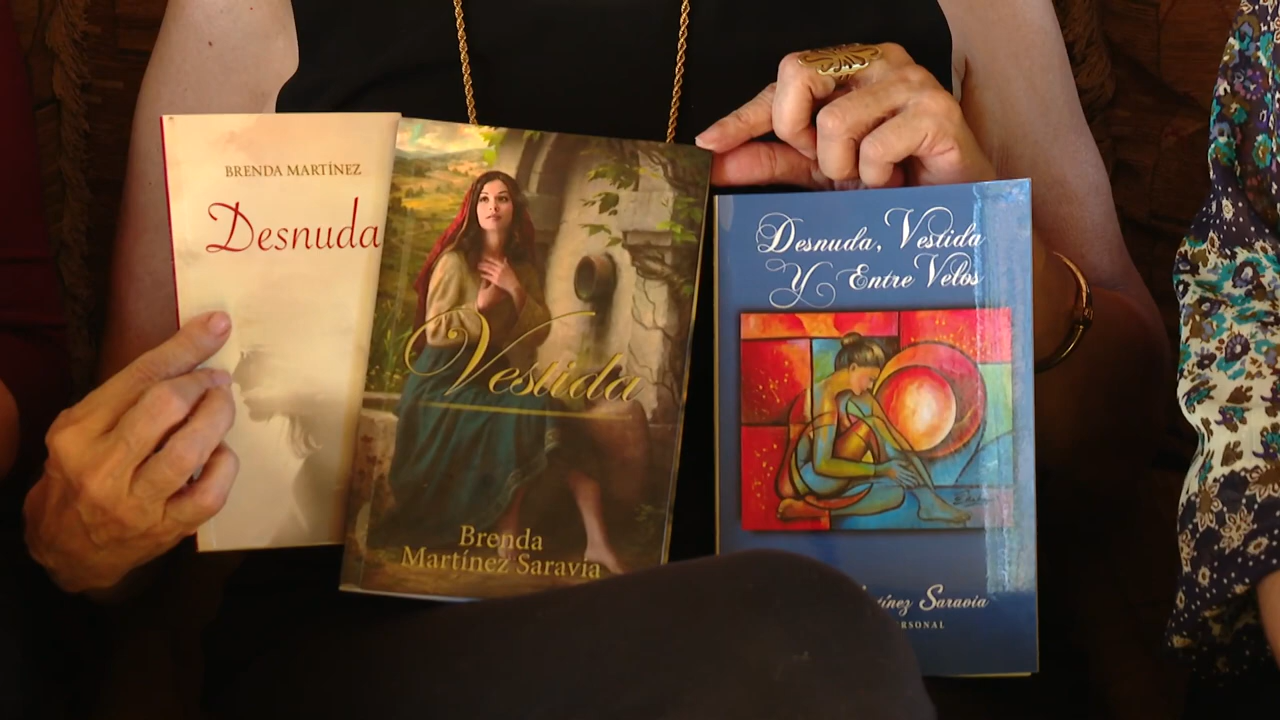 BRENDA MARTÍNEZ
Desnuda
Vestida
Brenda
Martínez Saravia
Desnuda, Vestida
Y Entre Velos
Saravia